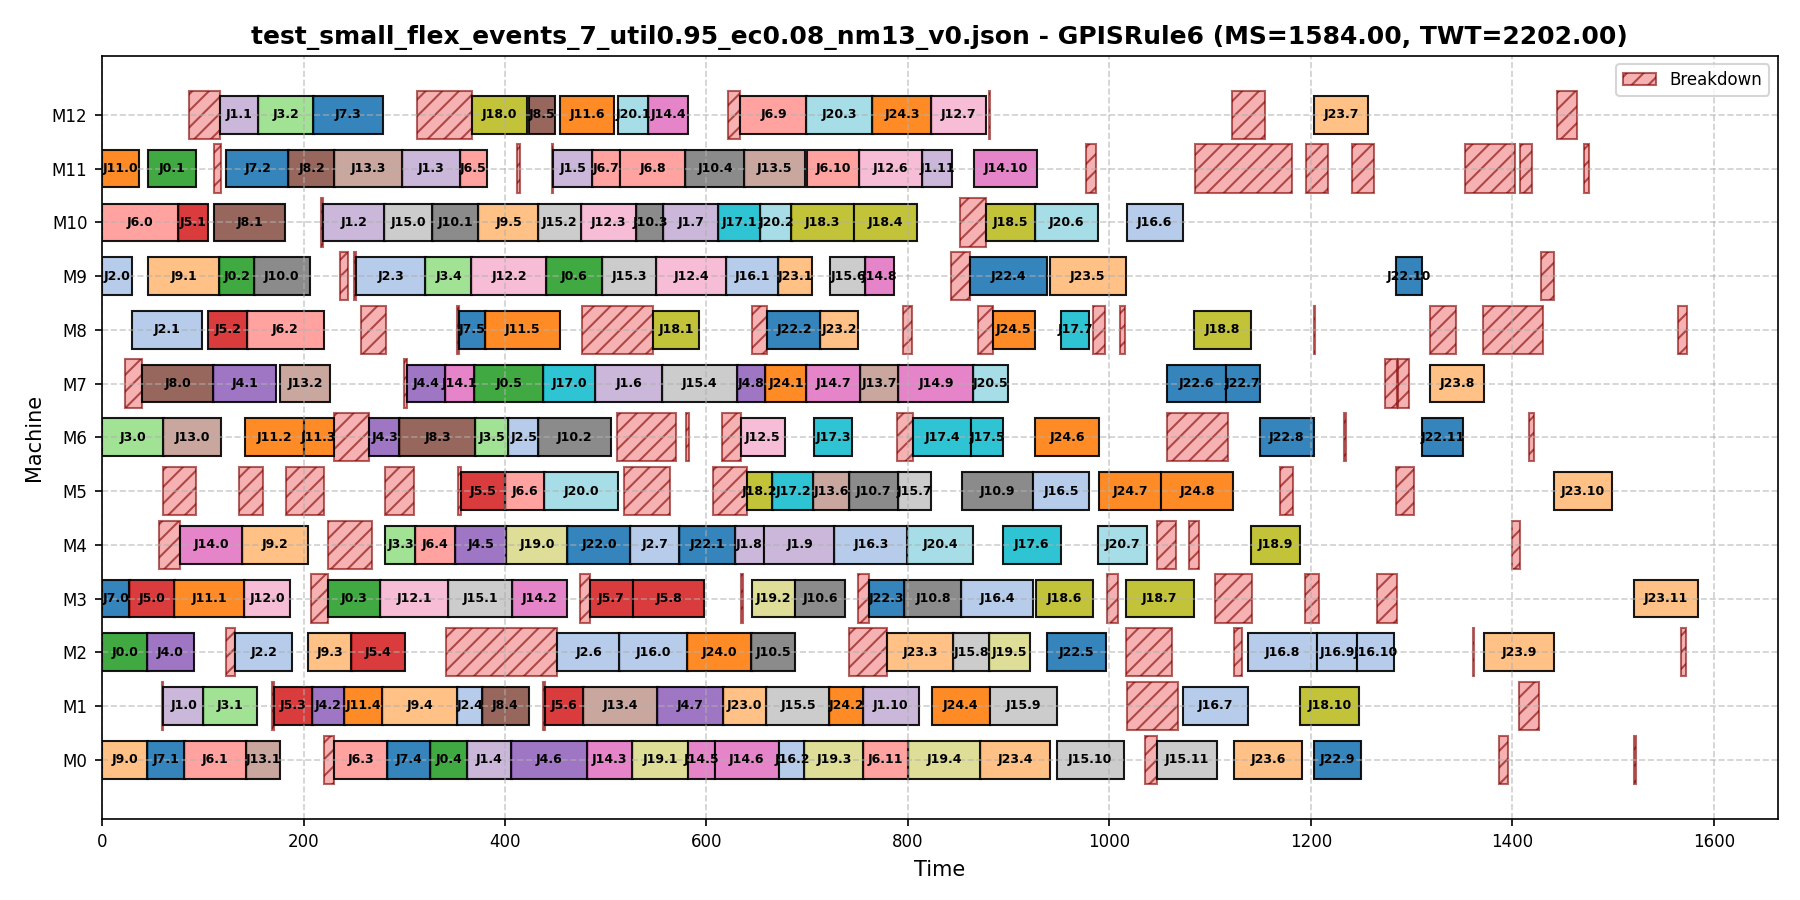 test_small_flex_events_7_util0.95_ec0.08_nm13_v0.json - GPISRule6 (MS=1584.00, TWT=2202.00)
Breakdown
M12 J1.1 J3.2 J7.3 J18.0 J8.5 J11.6 J20.1 J14.4 J6.9 J20.3 J24.3 J12.7 J23.7
M11 J11.0 J0.1 J7.2 J8.2 J13.3 J1.3 J6.5 J1.5 J6.7 J6.8 J10.4 J13.5 J6.10 J12.6 J1.11 J14.10
M10 J6.0 J5.1 J8.1 J1.2 J15.0 J10.1 J9.5 J15.2 J12.3 J10.3 J1.7 J17.1 J20.2 J18.3 J18.4 J18.5 J20.6 J16.6
M9 J2.0 J9.1 J0.2 J10.0 J2.3 J3.4 J12.2 J0.6 J15.3 J12.4 J16.1 J23.1 J15.6 J14.8 J22.4 J23.5 J22.10
M8 J2.1 J5.2 J6.2 J7.5 J11.5 J18.1 J22.2 J23.2 J24.5 J17.7 J18.8
M7 J8.0 J4.1 J13.2 J4.4 J14.1 J0.5 J17.0 J1.6 J15.4 J4.8 J24.1 J14.7 J13.7 J14.9 J20.5 J22.6 J22.7 J23.8
M6 J3.0 J13.0 J11.2 J11.3 J4.3 J8.3 J3.5 J2.5 J10.2 J12.5 J17.3 J17.4 J17.5 J24.6 J22.8 J22.11
M5 J5.5 J6.6 J20.0 J18.2 J17.2 J13.6 J10.7 J15.7 J10.9 J16.5 J24.7 J24.8 J23.10
M4 J14.0 J9.2 J3.3 J6.4 J4.5 J19.0 J22.0 J2.7 J22.1 J1.8 J1.9 J16.3 J20.4 J17.6 J20.7 J18.9
M3 J7.0 J5.0 J11.1 J12.0 J0.3 J12.1 J15.1 J14.2 J5.7 J5.8 J19.2 J10.6 J22.3 J10.8 J16.4 J18.6 J18.7 J23.11
M2 J0.0 J4.0 J2.2 J9.3 J5.4 J2.6 J16.0 J24.0 J10.5 J23.3 J15.8 J19.5 J22.5 J16.8 J16.9 J16.10 J23.9
M1 J1.0 J3.1 J5.3 J4.2 J11.4 J9.4 J2.4 J8.4 J5.6 J13.4 J4.7 J23.0 J15.5 J24.2 J1.10 J24.4 J15.9 J16.7 J18.10
M0 J9.0 J7.1 J6.1 J13.1 J6.3 J7.4 J0.4 J1.4 J4.6 J14.3 J19.1 J14.5 J14.6 J16.2 J19.3 J6.11 J19.4 J23.4 J15.10 J15.11 J23.6 J22.9
0 200 400 600 800 1000 1200 1400 1600
Time
Machine